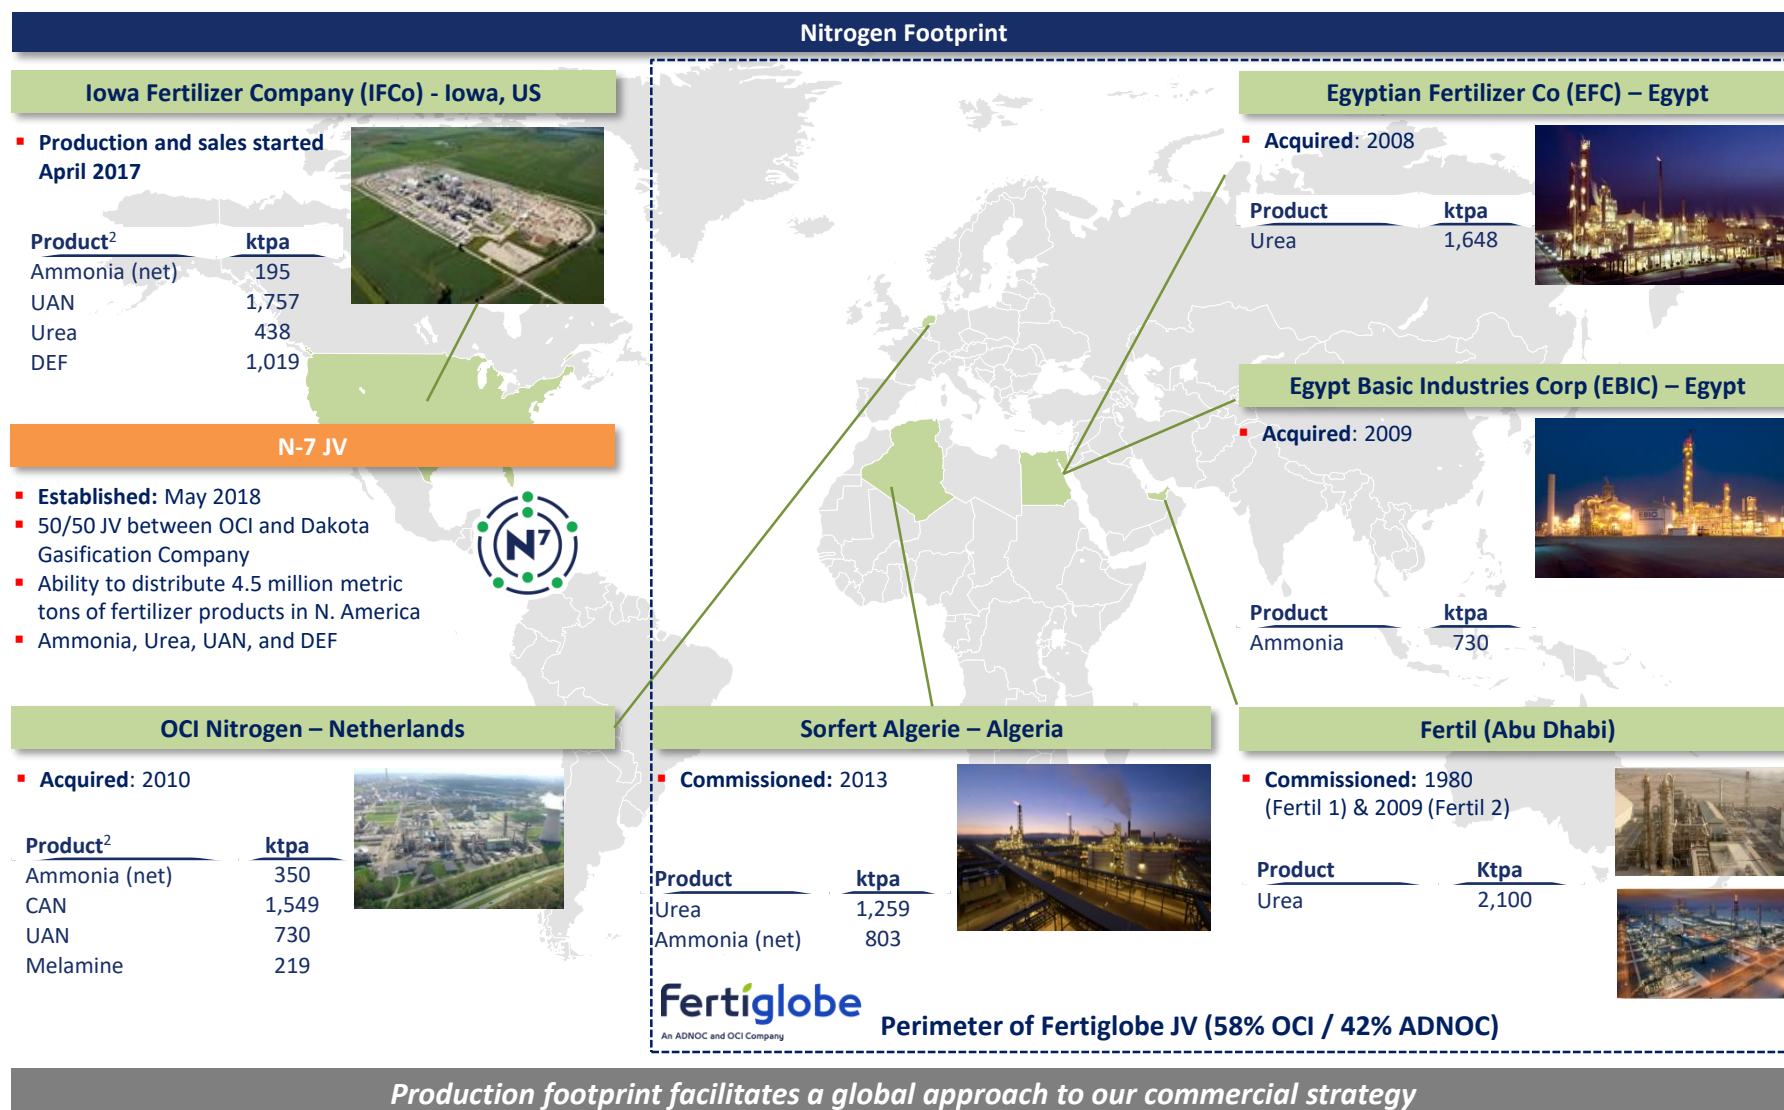 Nitrogen Footprint
Iowa Fertilizer Company (IFCo) - Iowa, US
Production and sales started
April 2017
Product2 ktpa
Ammonia (net) 195
UAN 1,757
Urea 438
DEF 1,019
N-7 JV
Established: May 2018
50/50 JV between OCI and Dakota
Gasification Company
Ability to distribute 4.5 million metric
tons of fertilizer products in N. America
Ammonia, Urea, UAN, and DEF
N7
OCI Nitrogen – Netherlands
Acquired: 2010
Product2 ktpa
Ammonia (net) 350
CAN 1,549
UAN 730
Melamine 219
Egyptian Fertilizer Co (EFC) – Egypt
Acquired: 2008
Product ktpa
Urea 1,648
Egypt Basic Industries Corp (EBIC) – Egypt
Acquired: 2009
EBIC
Product ktpa
Ammonia 730
Sorfert Algerie – Algeria
Commissioned: 2013
Product ktpa
Urea 1,259
Ammonia (net) 803
Fertil (Abu Dhabi)
Commissioned: 1980
(Fertil 1) & 2009 (Fertil 2)
Product Ktpa
Urea 2,100
Fertiglobe
An ADNOC and OCI Company
Perimeter of Fertiglobe JV (58% OCI / 42% ADNOC)
Production footprint facilitates a global approach to our commercial strategy